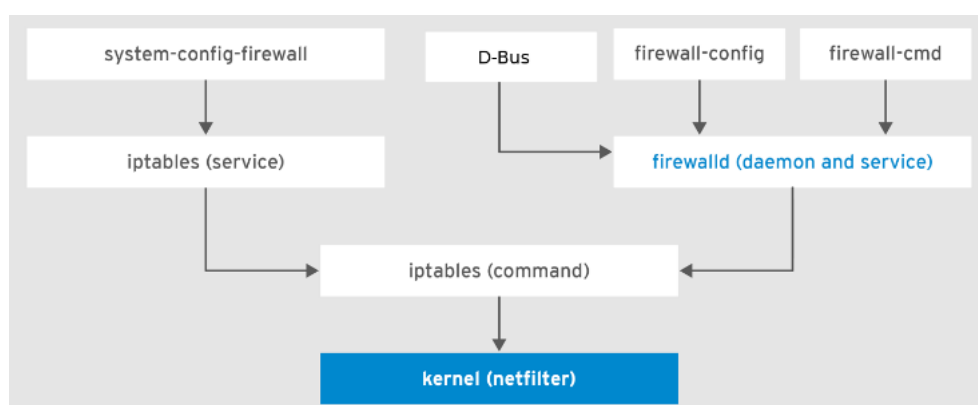 system-config-firewall
D-Bus
firewall-config
firewall-cmd
iptables (service)
firewalld (daemon and service)
iptables (command)
kernel (netfilter)